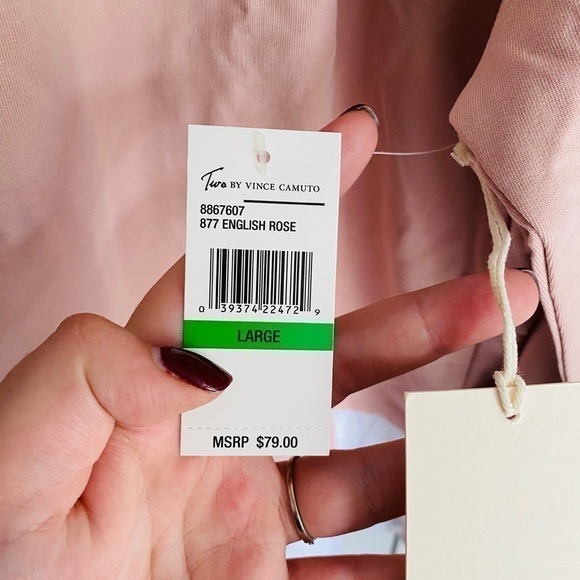 Two BY VINCE CAMUTO
8867607
877 ENGLISH ROSE
0 39374 22472 9
LARGE
MSRP $79.00